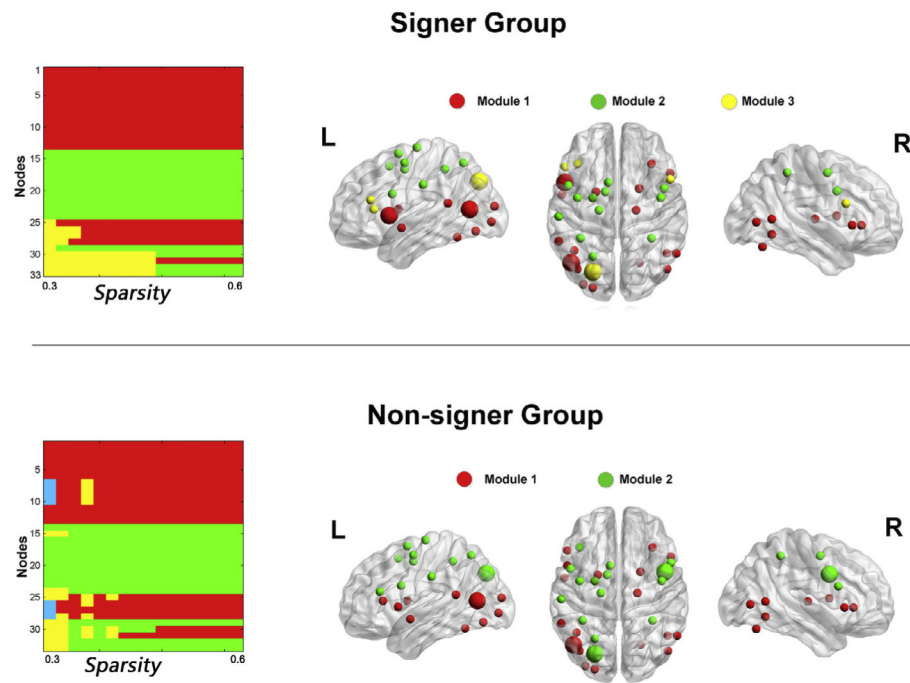 Signer Group
Module 1 Module 2 Module 3
L
R
Nodes
1
5
10
15
20
25
30
33
0.3 0.6
Sparsity
Non-signer Group
Module 1 Module 2
L
R
Nodes
5
10
15
20
25
30
0.3 0.6
Sparsity